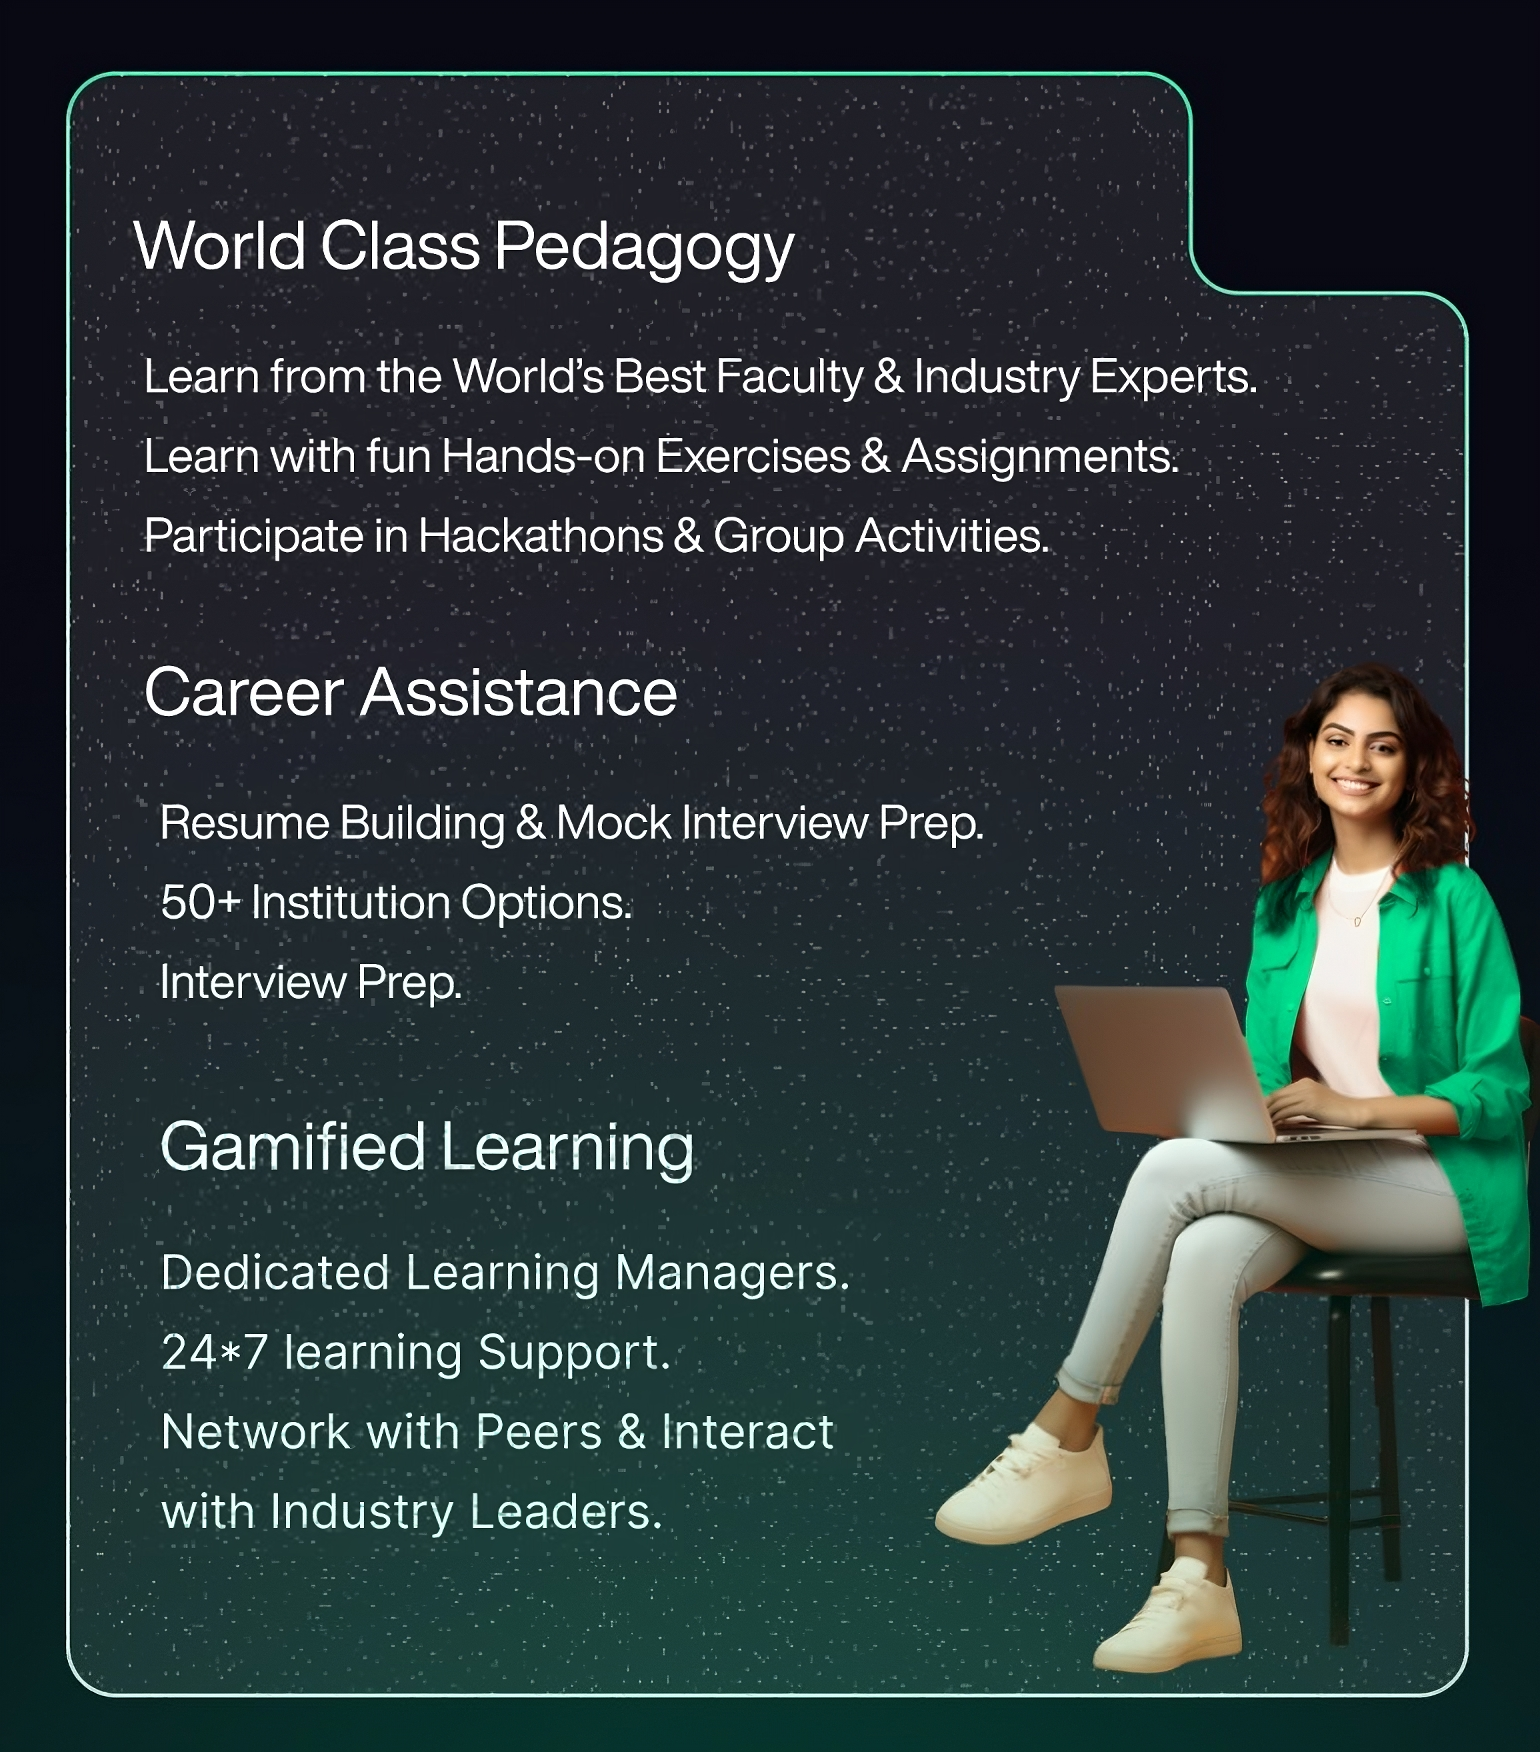 World Class Pedagogy
Learn from the World’s Best Faculty & Industry Experts.
Learn with fun Hands-on Exercises & Assignments.
Participate in Hackathons & Group Activities.
Career Assistance
Resume Building & Mock Interview Prep.
50+ Institution Options.
Interview Prep.
Gamified Learning
Dedicated Learning Managers.
24*7 learning Support.
Network with Peers & Interact
with Industry Leaders.